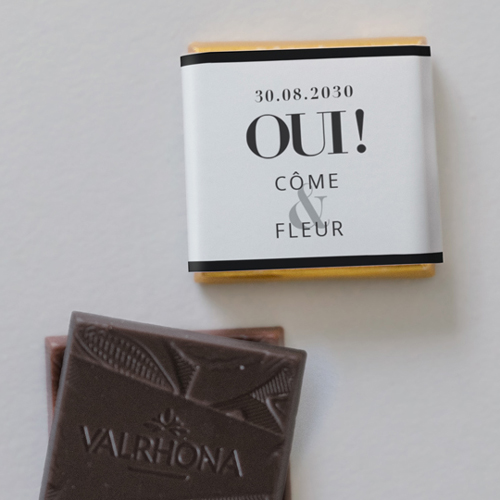 30.08.2030
OUI !
CÔME
&
FLEUR
VALRHONA